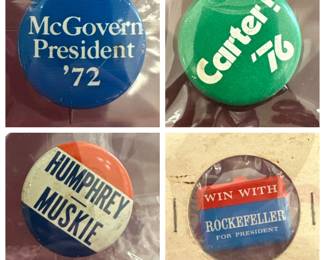 McGovern
President
'72
Carter!
'76
HUMPHREY
MUSKIE
WIN WITH
ROCKEFELLER
FOR PRESIDENT